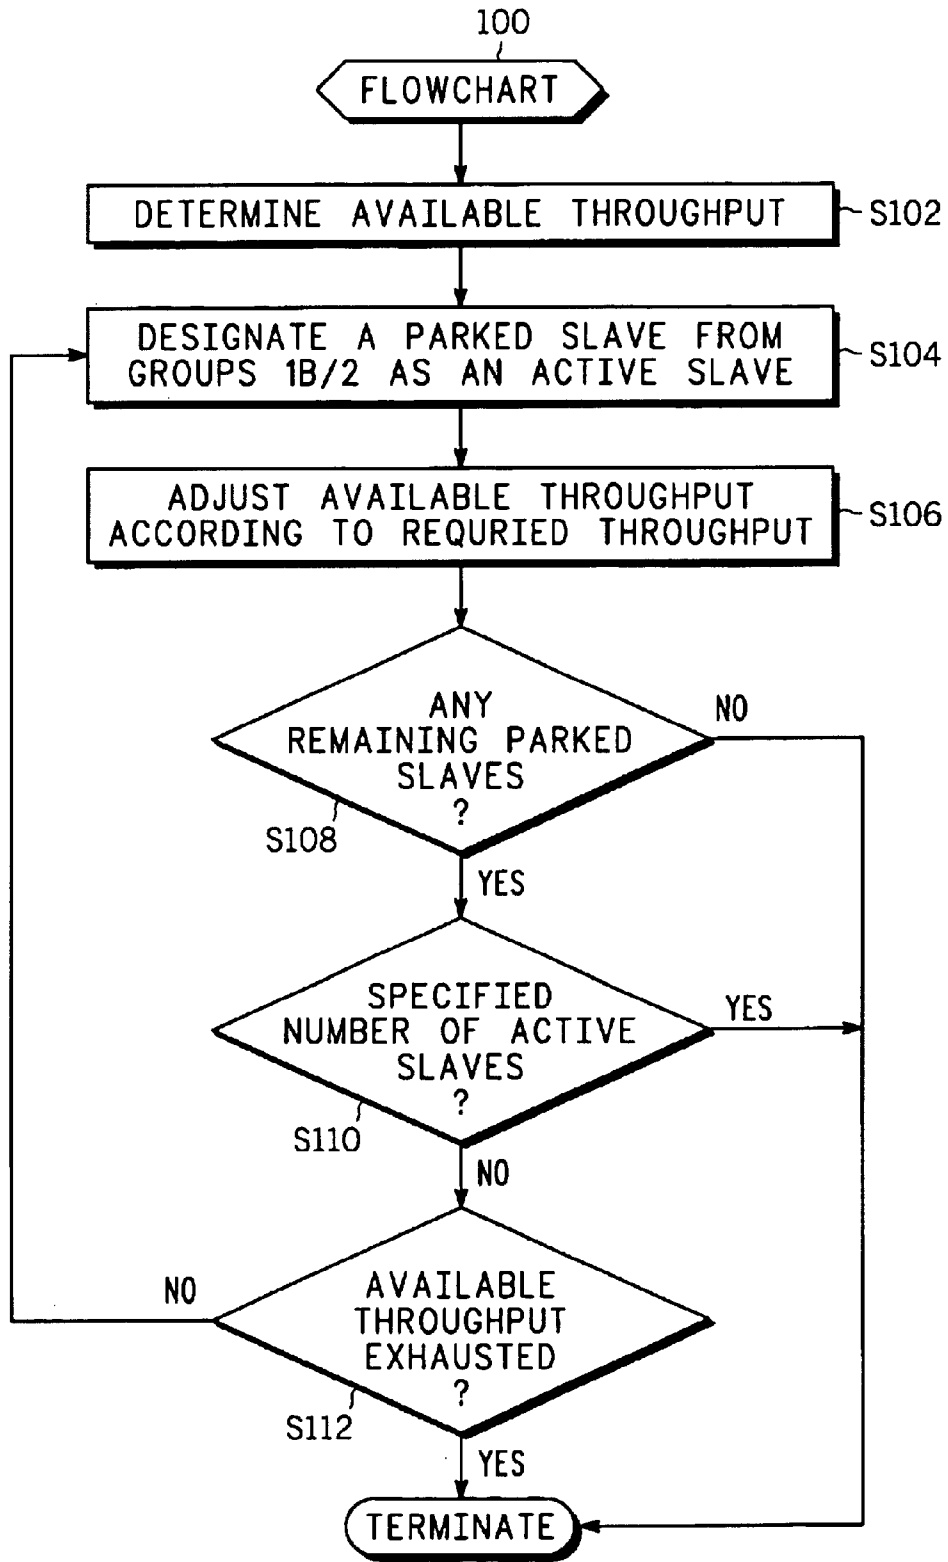 100
FLOWCHART
DETERMINE AVAILABLE THROUGHPUT
S102
DESIGNATE A PARKED SLAVE FROM
GROUPS 1B/2 AS AN ACTIVE SLAVE
S104
ADJUST AVAILABLE THROUGHPUT
ACCORDING TO REQURIED THROUGHPUT
S106
ANY
REMAINING PARKED
SLAVES
?
NO
S108
YES
SPECIFIED
NUMBER OF ACTIVE
SLAVES
?
YES
S110
NO
AVAILABLE
THROUGHPUT
EXHAUSTED
?
NO
S112
YES
TERMINATE